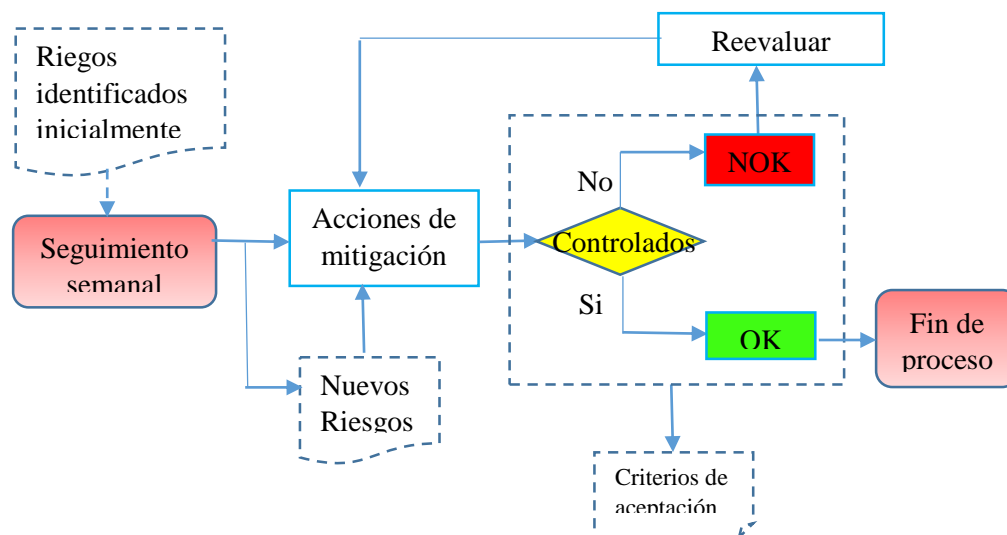 Riegos
identificados
inicialmente
Reevaluar
NOK
No
Acciones de
mitigación
Controlados
Seguimiento
semanal
Si
OK
Fin de
proceso
Nuevos
Riesgos
Criterios de
aceptación